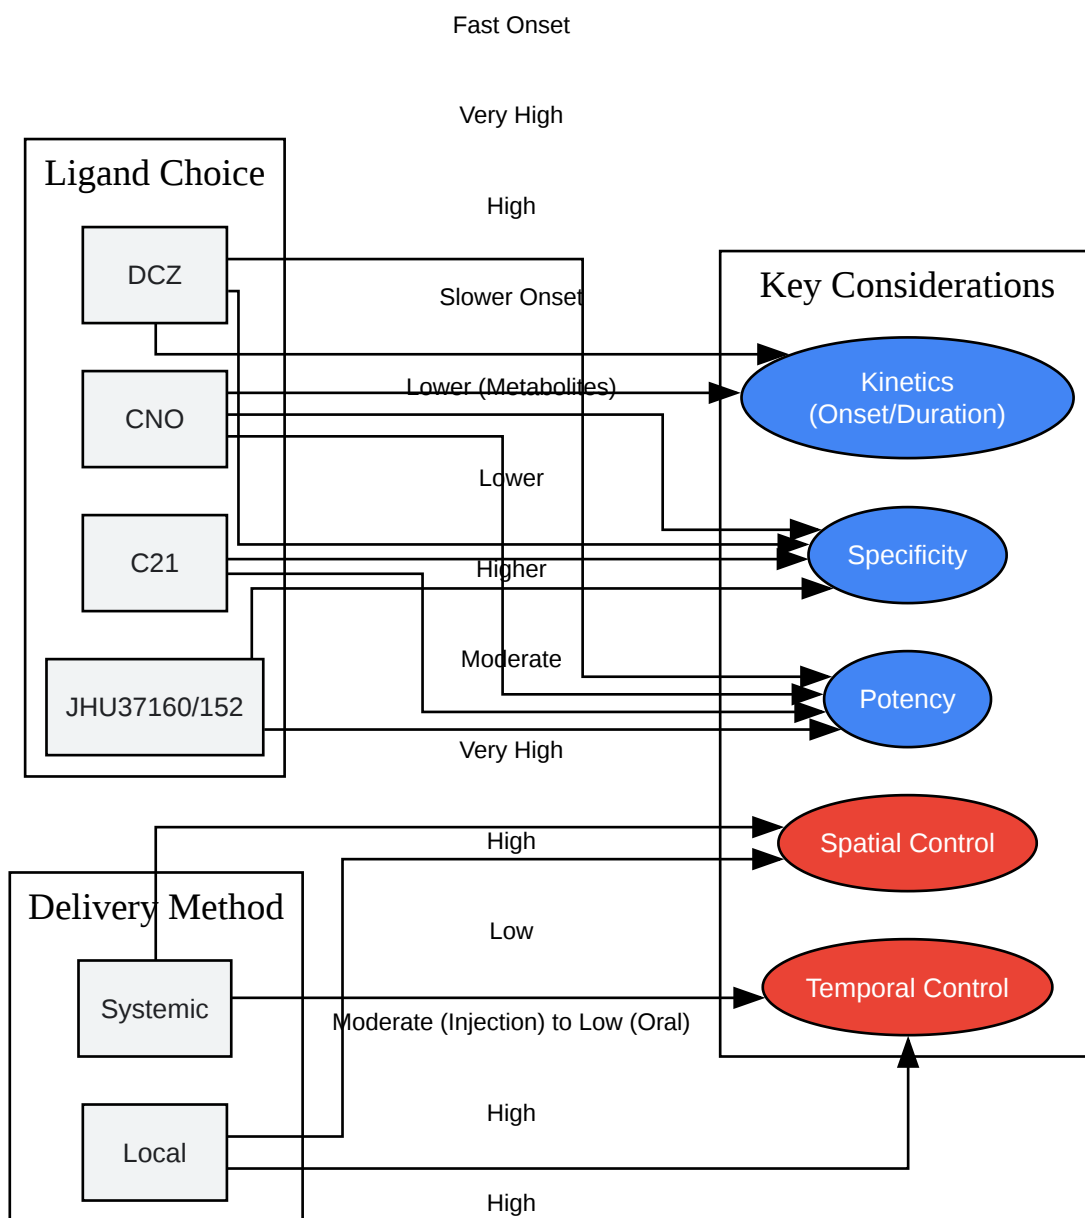 Fast Onset
Very High
Ligand Choice
High
DCZ
Key Considerations
Slower Onset
Kinetics
(Onset/Duration)
Lower (Metabolites)
CNO
Lower
Specificity
C21
Higher
Moderate
Potency
JHU37160/152
Very High
High
Spatial Control
Delivery Method
Low
Temporal Control
Systemic
Moderate (Injection) to Low (Oral)
High
Local
High